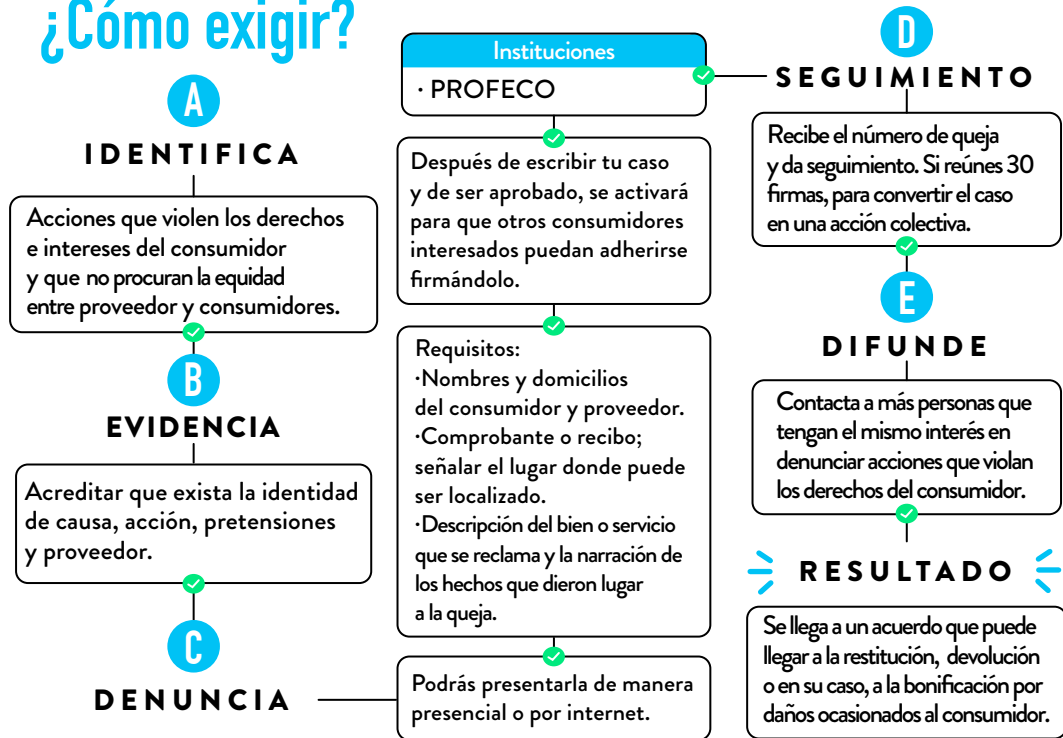 ¿Cómo exigir?
A
IDENTIFICA
Acciones que violen los derechos
e intereses del consumidor
y que no procuran la equidad
entre proveedor y consumidores.
B
EVIDENCIA
Acreditar que exista la identidad
de causa, acción, pretensiones
y proveedor.
C
DENUNCIA
Instituciones
· PROFECO
Después de escribir tu caso
y de ser aprobado, se activará
para que otros consumidores
interesados puedan adherirse
firmándolo.
Requisitos:
·Nombres y domicilios
del consumidor y proveedor.
·Comprobante o recibo;
señalar el lugar donde puede
ser localizado.
·Descripción del bien o servicio
que se reclama y la narración de
los hechos que dieron lugar
a la queja.
Podrás presentarla de manera
presencial o por internet.
D
SEGUIMIENTO
Recibe el número de queja
y da seguimiento. Si reúnes 30
firmas, para convertir el caso
en una acción colectiva.
E
DIFUNDE
Contacta a más personas que
tengan el mismo interés en
denunciar acciones que violan
los derechos del consumidor.
RESULTADO
Se llega a un acuerdo que puede
llegar a la restitución, devolución
o en su caso, a la bonificación por
daños ocasionados al consumidor.